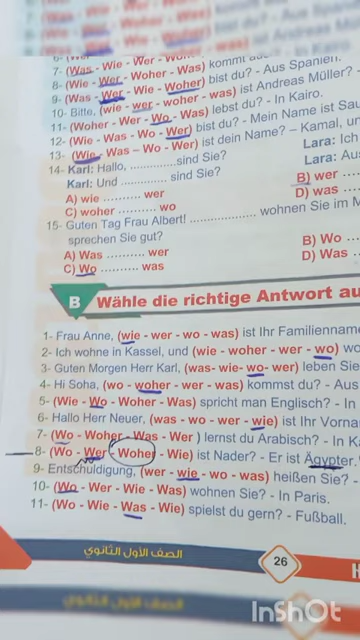 7- (Was - Wie - Wer - Wo
8- (Wie - Wer - Woher - Was) kommt
9- (Was - Wer - Wie - Woher) bist du? - Aus Spanien.
10- Bitte, (wie - wer - woher - was) ist Andreas Müller? -
11- (Woher - Wer - Wo - Was) lebst du? - In Kairo.
12- (Wie - Was - Wo - Wer) bist du? - Mein Name ist Sa
13- (Wie - Was – Wo - Wer) ist dein Name? – Kamal, un
14- Karl: Hallo, ..............sind Sie? Lara: Ich
Karl: Und .............. sind Sie? Lara: Au
A) wie .......... wer B) wer
C) woher .......... wo D) was
15- Guten Tag Frau Albert! .................. wohnen Sie im M
sprechen Sie gut?
A) Was .......... wer B) Wo
C) Wo .......... was D) Was
B Wähle die richtige Antwort au
1- Frau Anne, (wie - wer - wo - was) ist Ihr Familienname
2- Ich wohne in Kassel, und (wie - woher - wer - wo) wo
3- Guten Morgen Herr Karl, (was -wie- wo- wer) leben Sie
4- Hi Soha, (wo - woher - wer - was) kommst du? - Aus
5- (Wie - Wo - Woher - Was) spricht man Englisch? - In
6- Hallo Herr Neuer, (was - wo - wer - wie) ist Ihr Vorna
7- (Wo - Woher - Was - Wer ) lernst du Arabisch? - In K
8- (Wo - Wer - Woher - Wie) ist Nader? - Er ist Ägypter.
9- Entschuldigung, (wer - wie - wo - was) heißen Sie? -
10- (Wo - Wer - Wie - Was) wohnen Sie? - In Paris.
11- (Wo - Wie - Was - Wie) spielst du gern? - Fußball.
الصف الأول الثانوي
26
InShOt